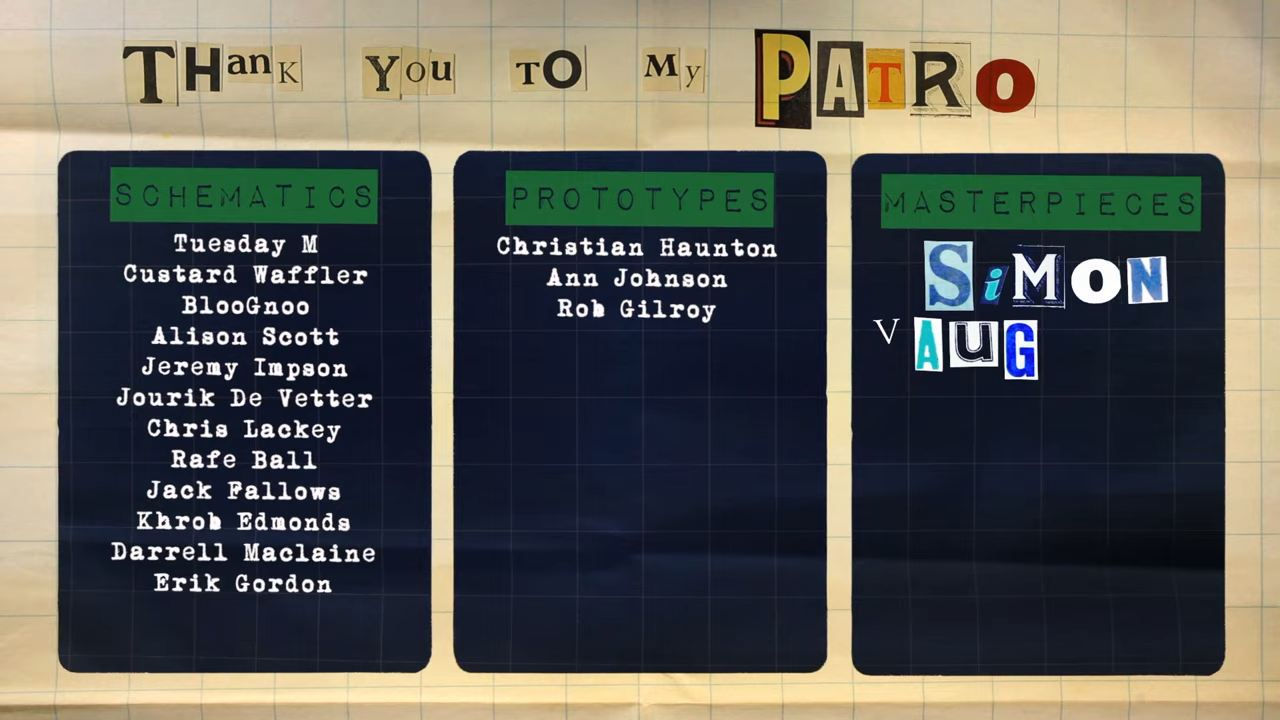 THank You TO My PATRO
SCHEMATICS
Tuesday M
Custard Waffler
BlooGnoo
Alison Scott
Jeremy Impson
Jourik De Vetter
Chris Lackey
Rafe Ball
Jack Fallows
Khrob Edmonds
Darrell Maclaine
Erik Gordon
PROTOTYPES
Christian Haunton
Ann Johnson
Rob Gilroy
MASTERPIECES
SiMON
VAuG